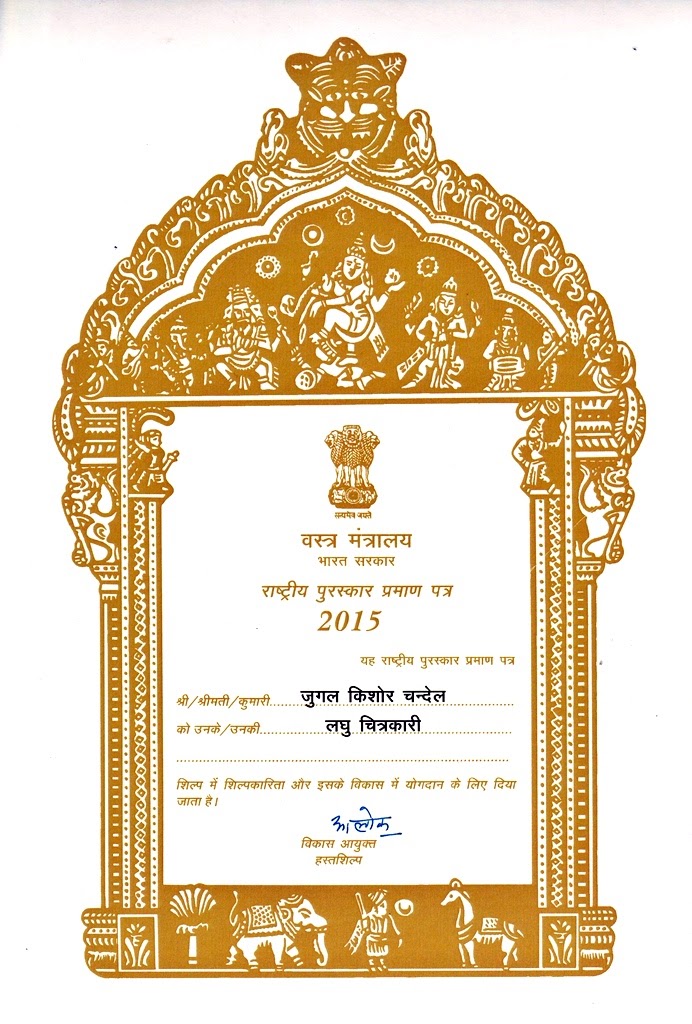 सत्यमेव जयते
वस्त्र मंत्रालय
भारत सरकार
राष्ट्रीय पुरस्कार प्रमाण पत्र
2015
यह राष्ट्रीय पुरस्कार प्रमाण पत्र
श्री/श्रीमती/कुमारी जुगल किशोर चन्देल
को उनके/उनकी लघु चित्रकारी
शिल्प में शिल्पकारिता और इसके विकास में योगदान के लिए दिया
जाता है।
आलोक
विकास आयुक्त
हस्तशिल्प